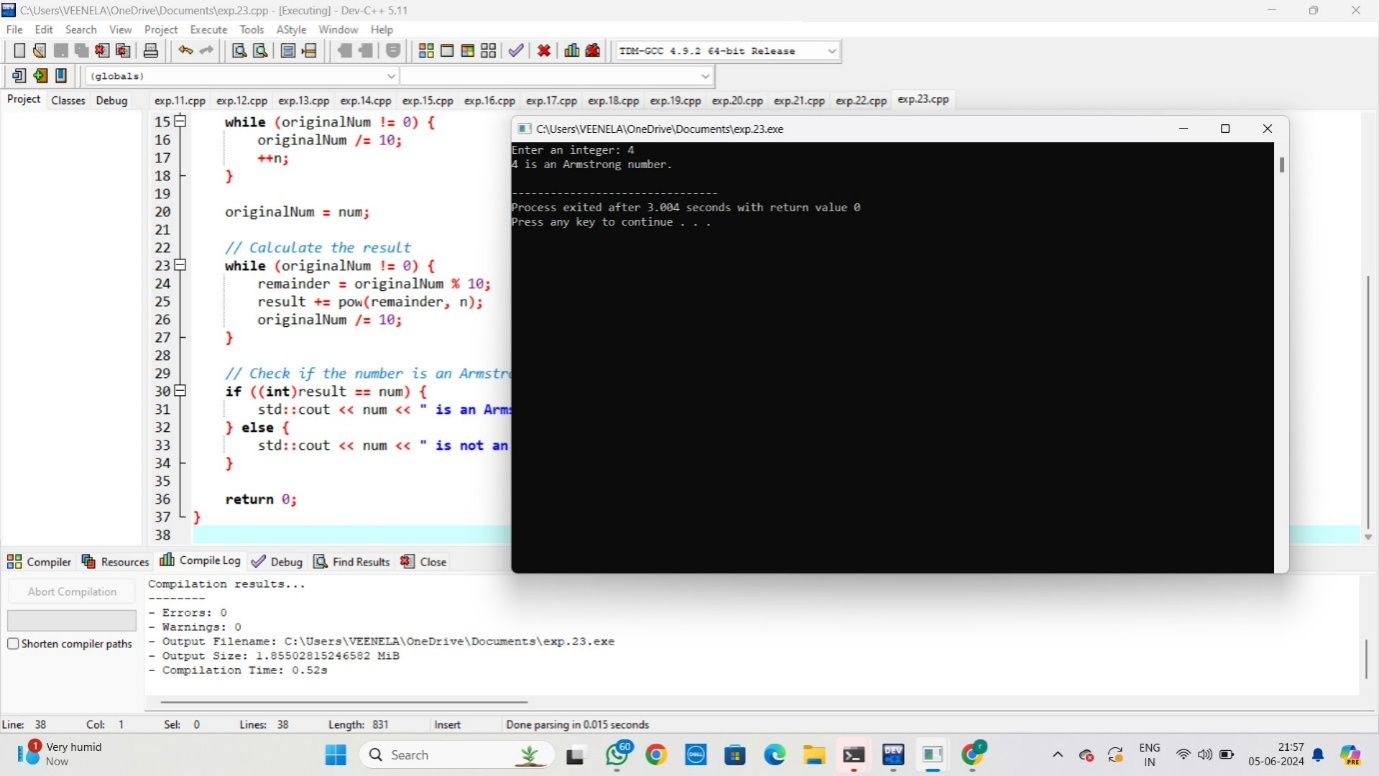 C:\Users\VEENELA\OneDrive\Documents\exp.23.cpp - [Executing] - Dev-C++ 5.11
File Edit Search View Project Execute Tools AStyle Window Help
TDM-GCC 4.9.2 64-bit Release
(globals)
Project Classes Debug
exp.11.cpp exp.12.cpp exp.13.cpp exp.14.cpp exp.15.cpp exp.16.cpp exp.17.cpp exp.18.cpp exp.19.cpp exp.20.cpp exp.21.cpp exp.22.cpp exp.23.cpp
15 while (originalNum != 0) {
16 originalNum /= 10;
17 ++n;
18 }
19
20 originalNum = num;
21
22 // Calculate the result
23 while (originalNum != 0) {
24 remainder = originalNum % 10;
25 result += pow(remainder, n);
26 originalNum /= 10;
27 }
28
29 // Check if the number is an Armstro
30 if ((int)result == num) {
31 std::cout << num << " is an Arms
32 } else {
33 std::cout << num << " is not an
34 }
35
36 return 0;
37 }
38
C:\Users\VEENELA\OneDrive\Documents\exp.23.exe
Enter an integer: 4
4 is an Armstrong number.
--------------------------------
Process exited after 3.004 seconds with return value 0
Press any key to continue . . .
Compiler Resources Compile Log Debug Find Results Close
Abort Compilation
Shorten compiler paths
Compilation results...
--------
- Errors: 0
- Warnings: 0
- Output Filename: C:\Users\VEENELA\OneDrive\Documents\exp.23.exe
- Output Size: 1.85502815246582 MiB
- Compilation Time: 0.52s
Line: 38 Col: 1 Sel: 0 Lines: 38 Length: 831 Insert Done parsing in 0.015 seconds
1
Very humid
Now
Search
60
DELL
DEV
ENG
IN
21:57
05-06-2024
PRE